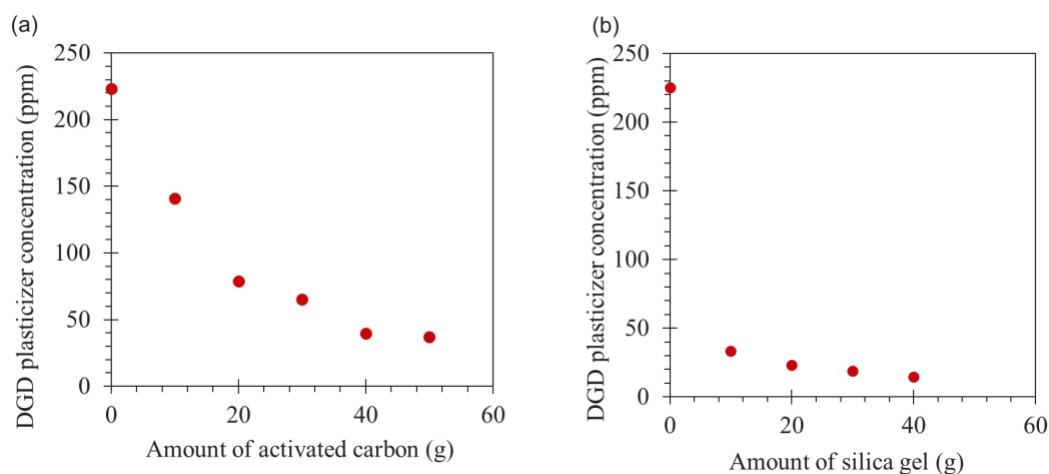 (a)
DGD plasticizer concentration (ppm)
250
200
150
100
50
0
0 20 40 60
Amount of activated carbon (g)
(b)
DGD plasticizer concentration (ppm)
250
200
150
100
50
0
0 20 40 60
Amount of silica gel (g)